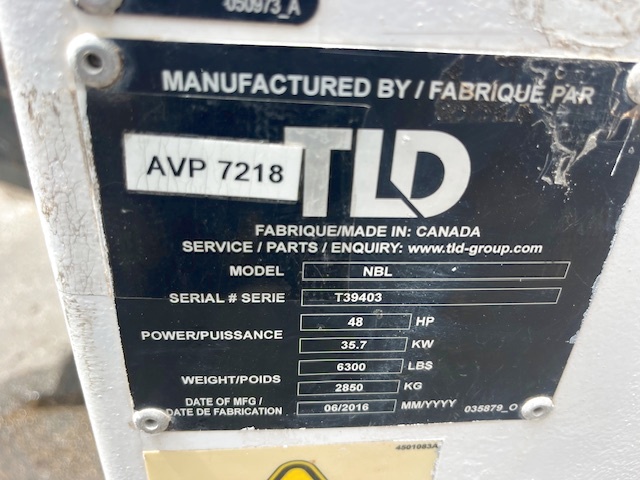 050973_A
MANUFACTURED BY / FABRIQUÉ PAR
AVP 7218 TLD
FABRIQUE/MADE IN: CANADA
SERVICE / PARTS / ENQUIRY: www.tld-group.com
MODEL NBL
SERIAL # SERIE T39403
POWER/PUISSANCE 48 HP
35.7 KW
WEIGHT/POIDS 6300 LBS
2850 KG
DATE OF MFG /
DATE DE FABRICATION 06/2016 MM/YYYY 035879_O
4501083A